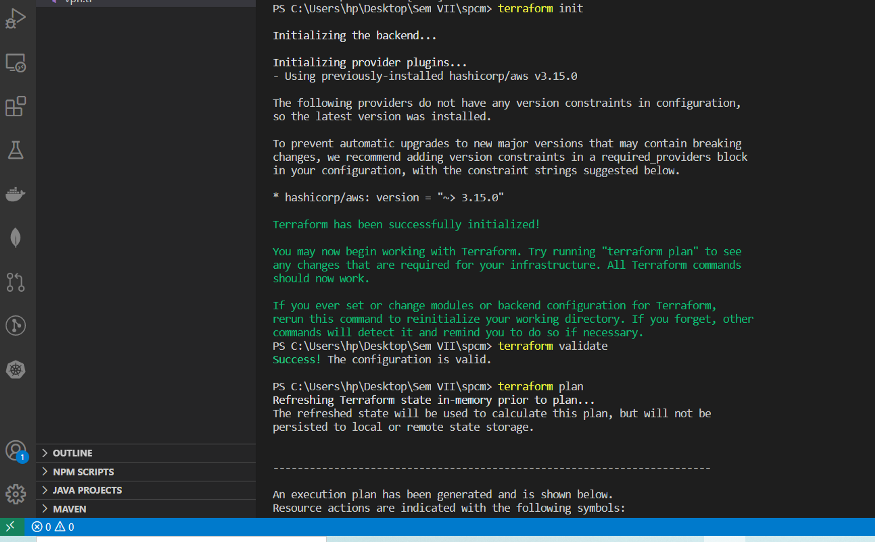 PS C:\Users\hp\Desktop\Sem VII\spcm> terraform init
Initializing the backend...
Initializing provider plugins...
- Using previously-installed hashicorp/aws v3.15.0
The following providers do not have any version constraints in configuration,
so the latest version was installed.
To prevent automatic upgrades to new major versions that may contain breaking
changes, we recommend adding version constraints in a required_providers block
in your configuration, with the constraint strings suggested below.
* hashicorp/aws: version = "~> 3.15.0"
Terraform has been successfully initialized!
You may now begin working with Terraform. Try running "terraform plan" to see
any changes that are required for your infrastructure. All Terraform commands
should now work.
If you ever set or change modules or backend configuration for Terraform,
rerun this command to reinitialize your working directory. If you forget, other
commands will detect it and remind you to do so if necessary.
PS C:\Users\hp\Desktop\Sem VII\spcm> terraform validate
Success! The configuration is valid.
PS C:\Users\hp\Desktop\Sem VII\spcm> terraform plan
Refreshing Terraform state in-memory prior to plan...
The refreshed state will be used to calculate this plan, but will not be
persisted to local or remote state storage.
------------------------------------------------------------------------
An execution plan has been generated and is shown below.
Resource actions are indicated with the following symbols:
OUTLINE
NPM SCRIPTS
JAVA PROJECTS
MAVEN
1
0 0